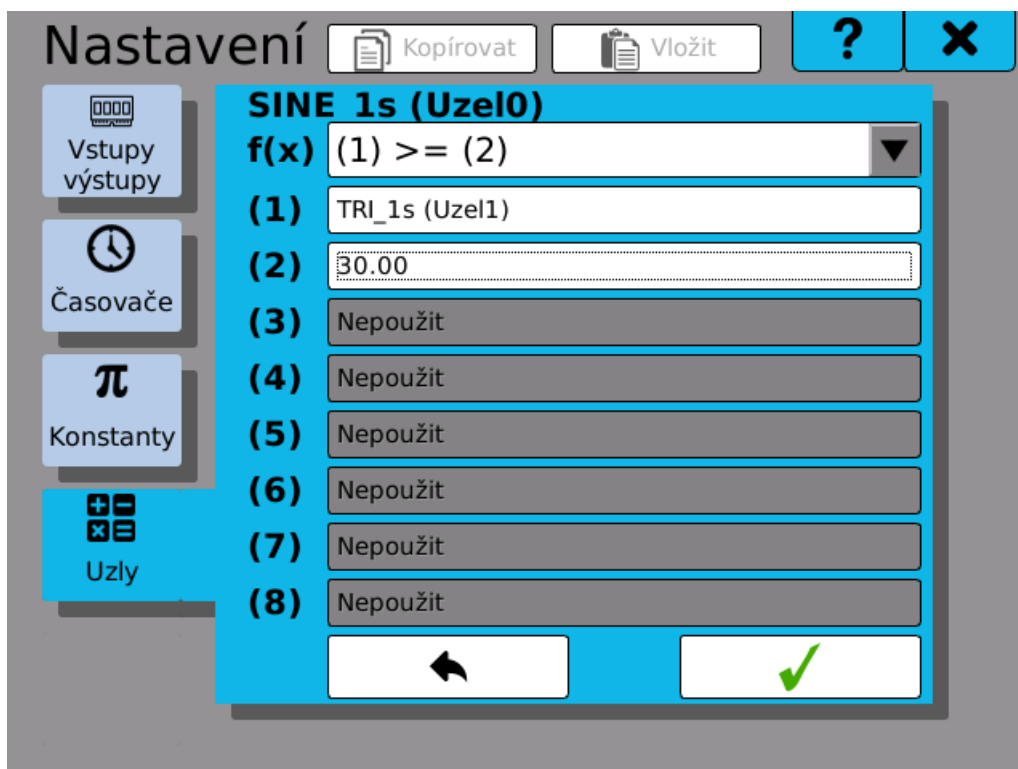 Nastavení
Kopírovat
Vložit
?
Vstupy
výstupy
Časovače
π
Konstanty
Uzly
SINE_1s (Uzel0)
f(x) (1) >= (2)
(1) TRI_1s (Uzel1)
(2) 30.00
(3) Nepoužit
(4) Nepoužit
(5) Nepoužit
(6) Nepoužit
(7) Nepoužit
(8) Nepoužit